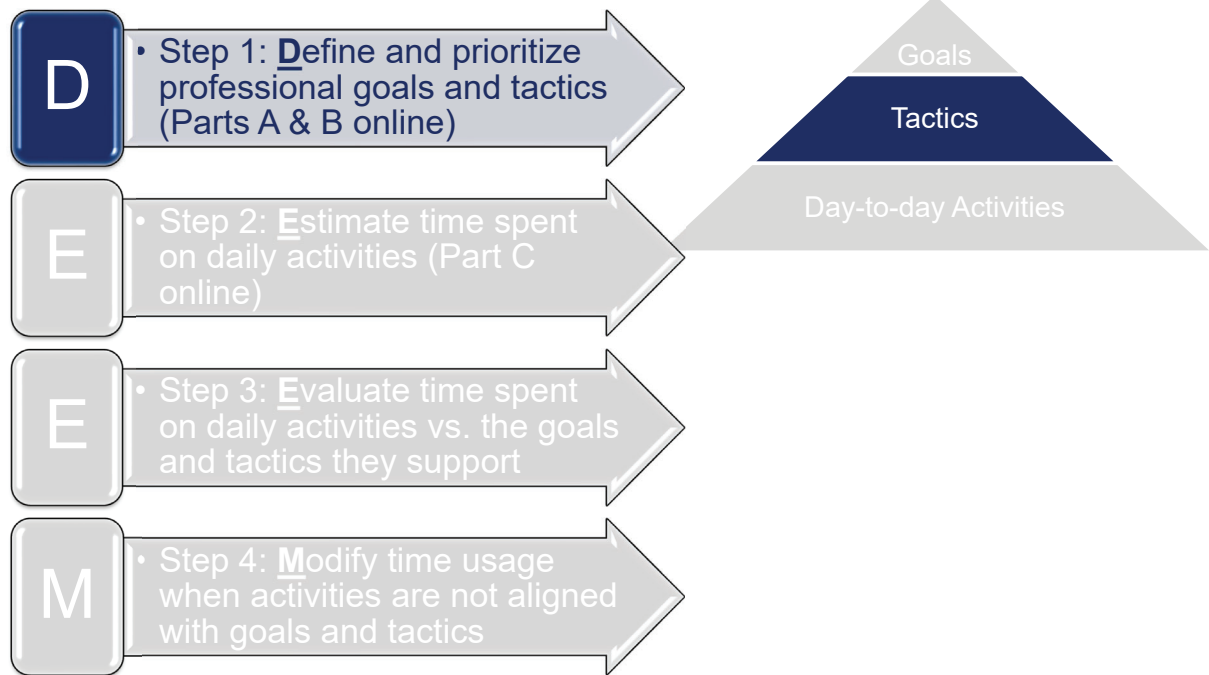 D
• Step 1: Define and prioritize
professional goals and tactics
(Parts A & B online)
E
• Step 2: Estimate time spent
on daily activities (Part C
online)
E
• Step 3: Evaluate time spent
on daily activities vs. the goals
and tactics they support
M
• Step 4: Modify time usage
when activities are not aligned
with goals and tactics
Goals
Tactics
Day-to-day Activities